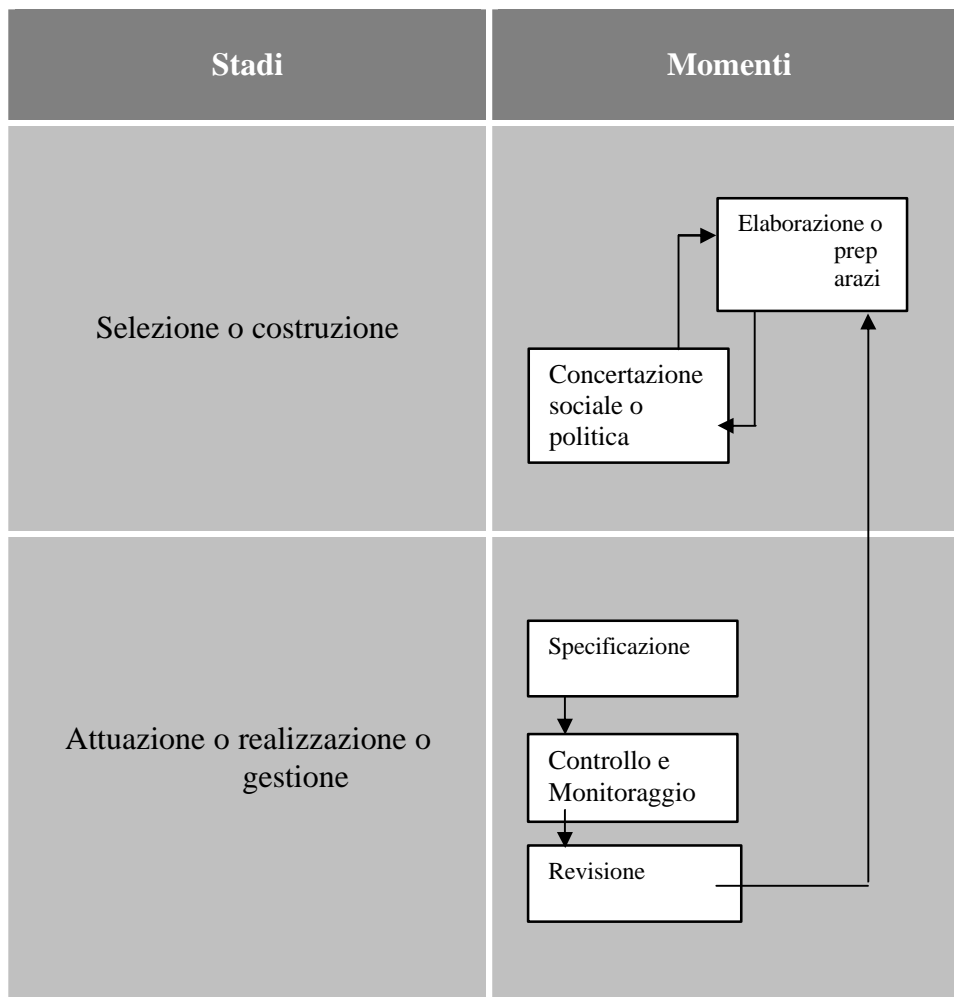 Stadi
Momenti
Selezione o costruzione
Elaborazione o
prep
arazi
Concertazione
sociale o
politica
Attuazione o realizzazione o
gestione
Specificazione
Controllo e
Monitoraggio
Revisione